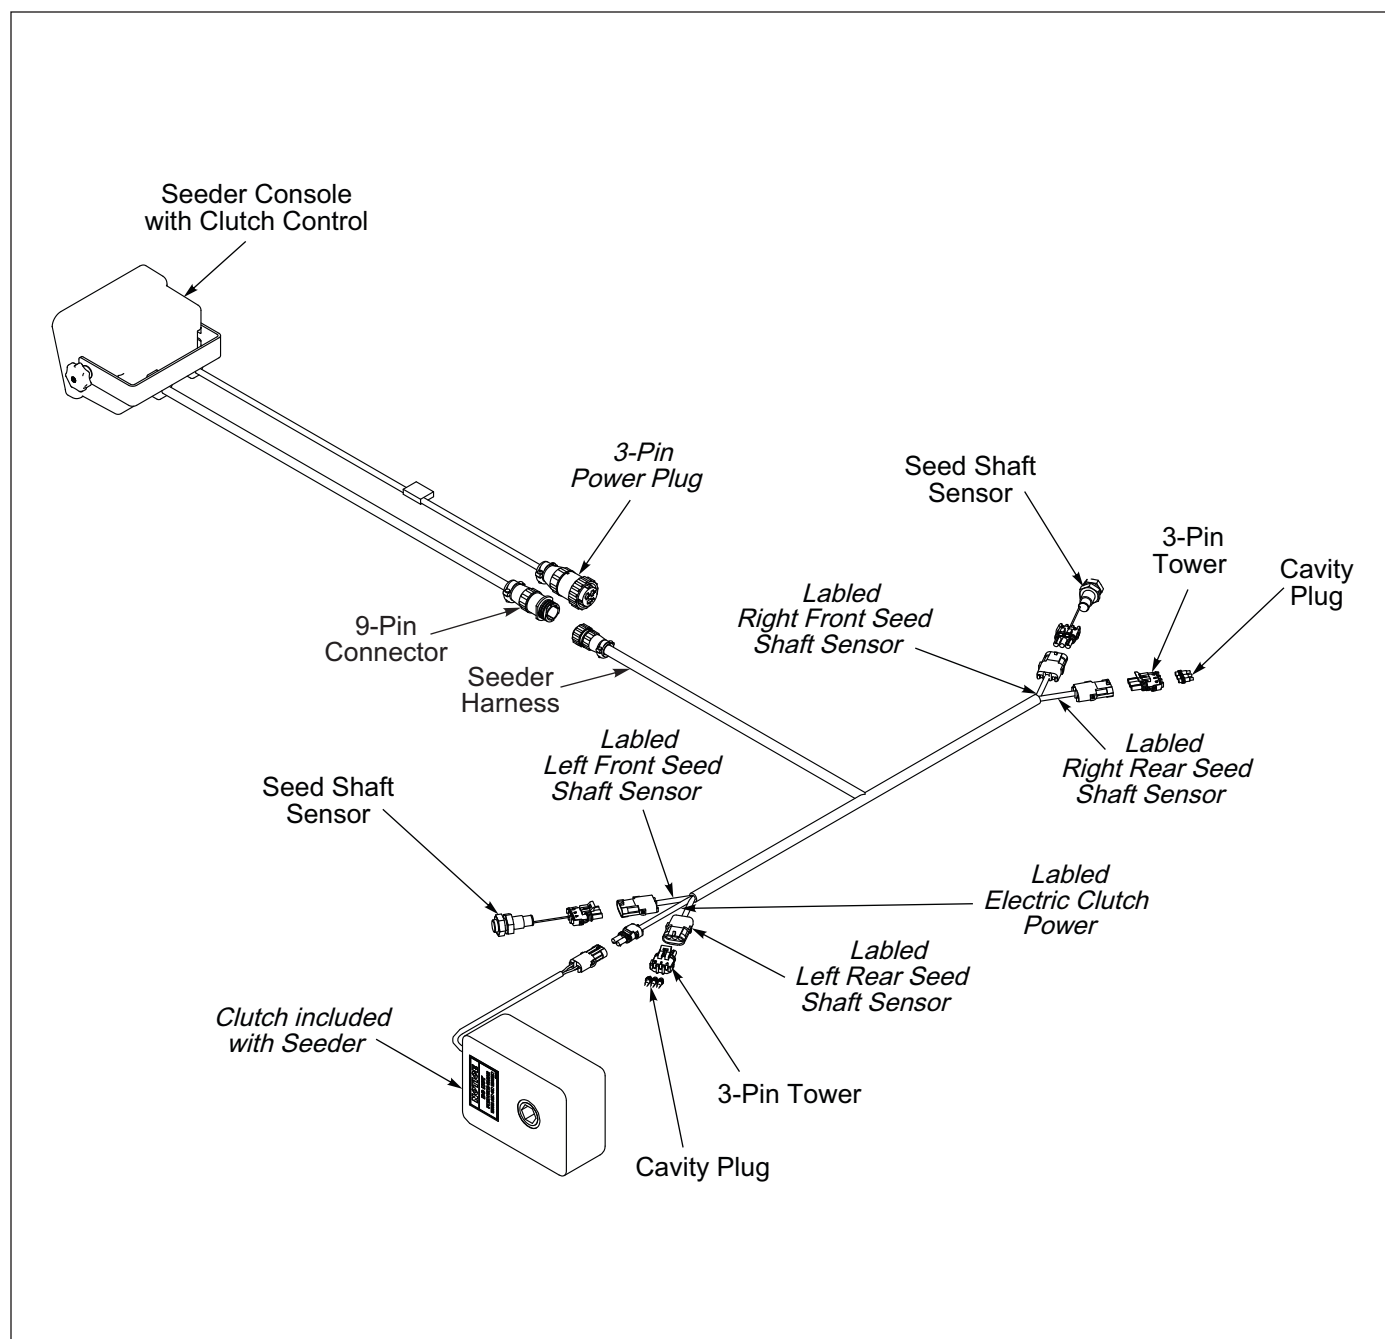 Seeder Console
with Clutch Control
3-Pin
Power Plug
Seed Shaft
Sensor
3-Pin
Tower
Cavity
Plug
Labled
Right Front Seed
Shaft Sensor
9-Pin
Connector
Seeder
Harness
Labled
Left Front Seed
Shaft Sensor
Labled
Right Rear Seed
Shaft Sensor
Seed Shaft
Sensor
Labled
Electric Clutch
Power
Labled
Left Rear Seed
Shaft Sensor
Clutch included
with Seeder
3-Pin Tower
Cavity Plug